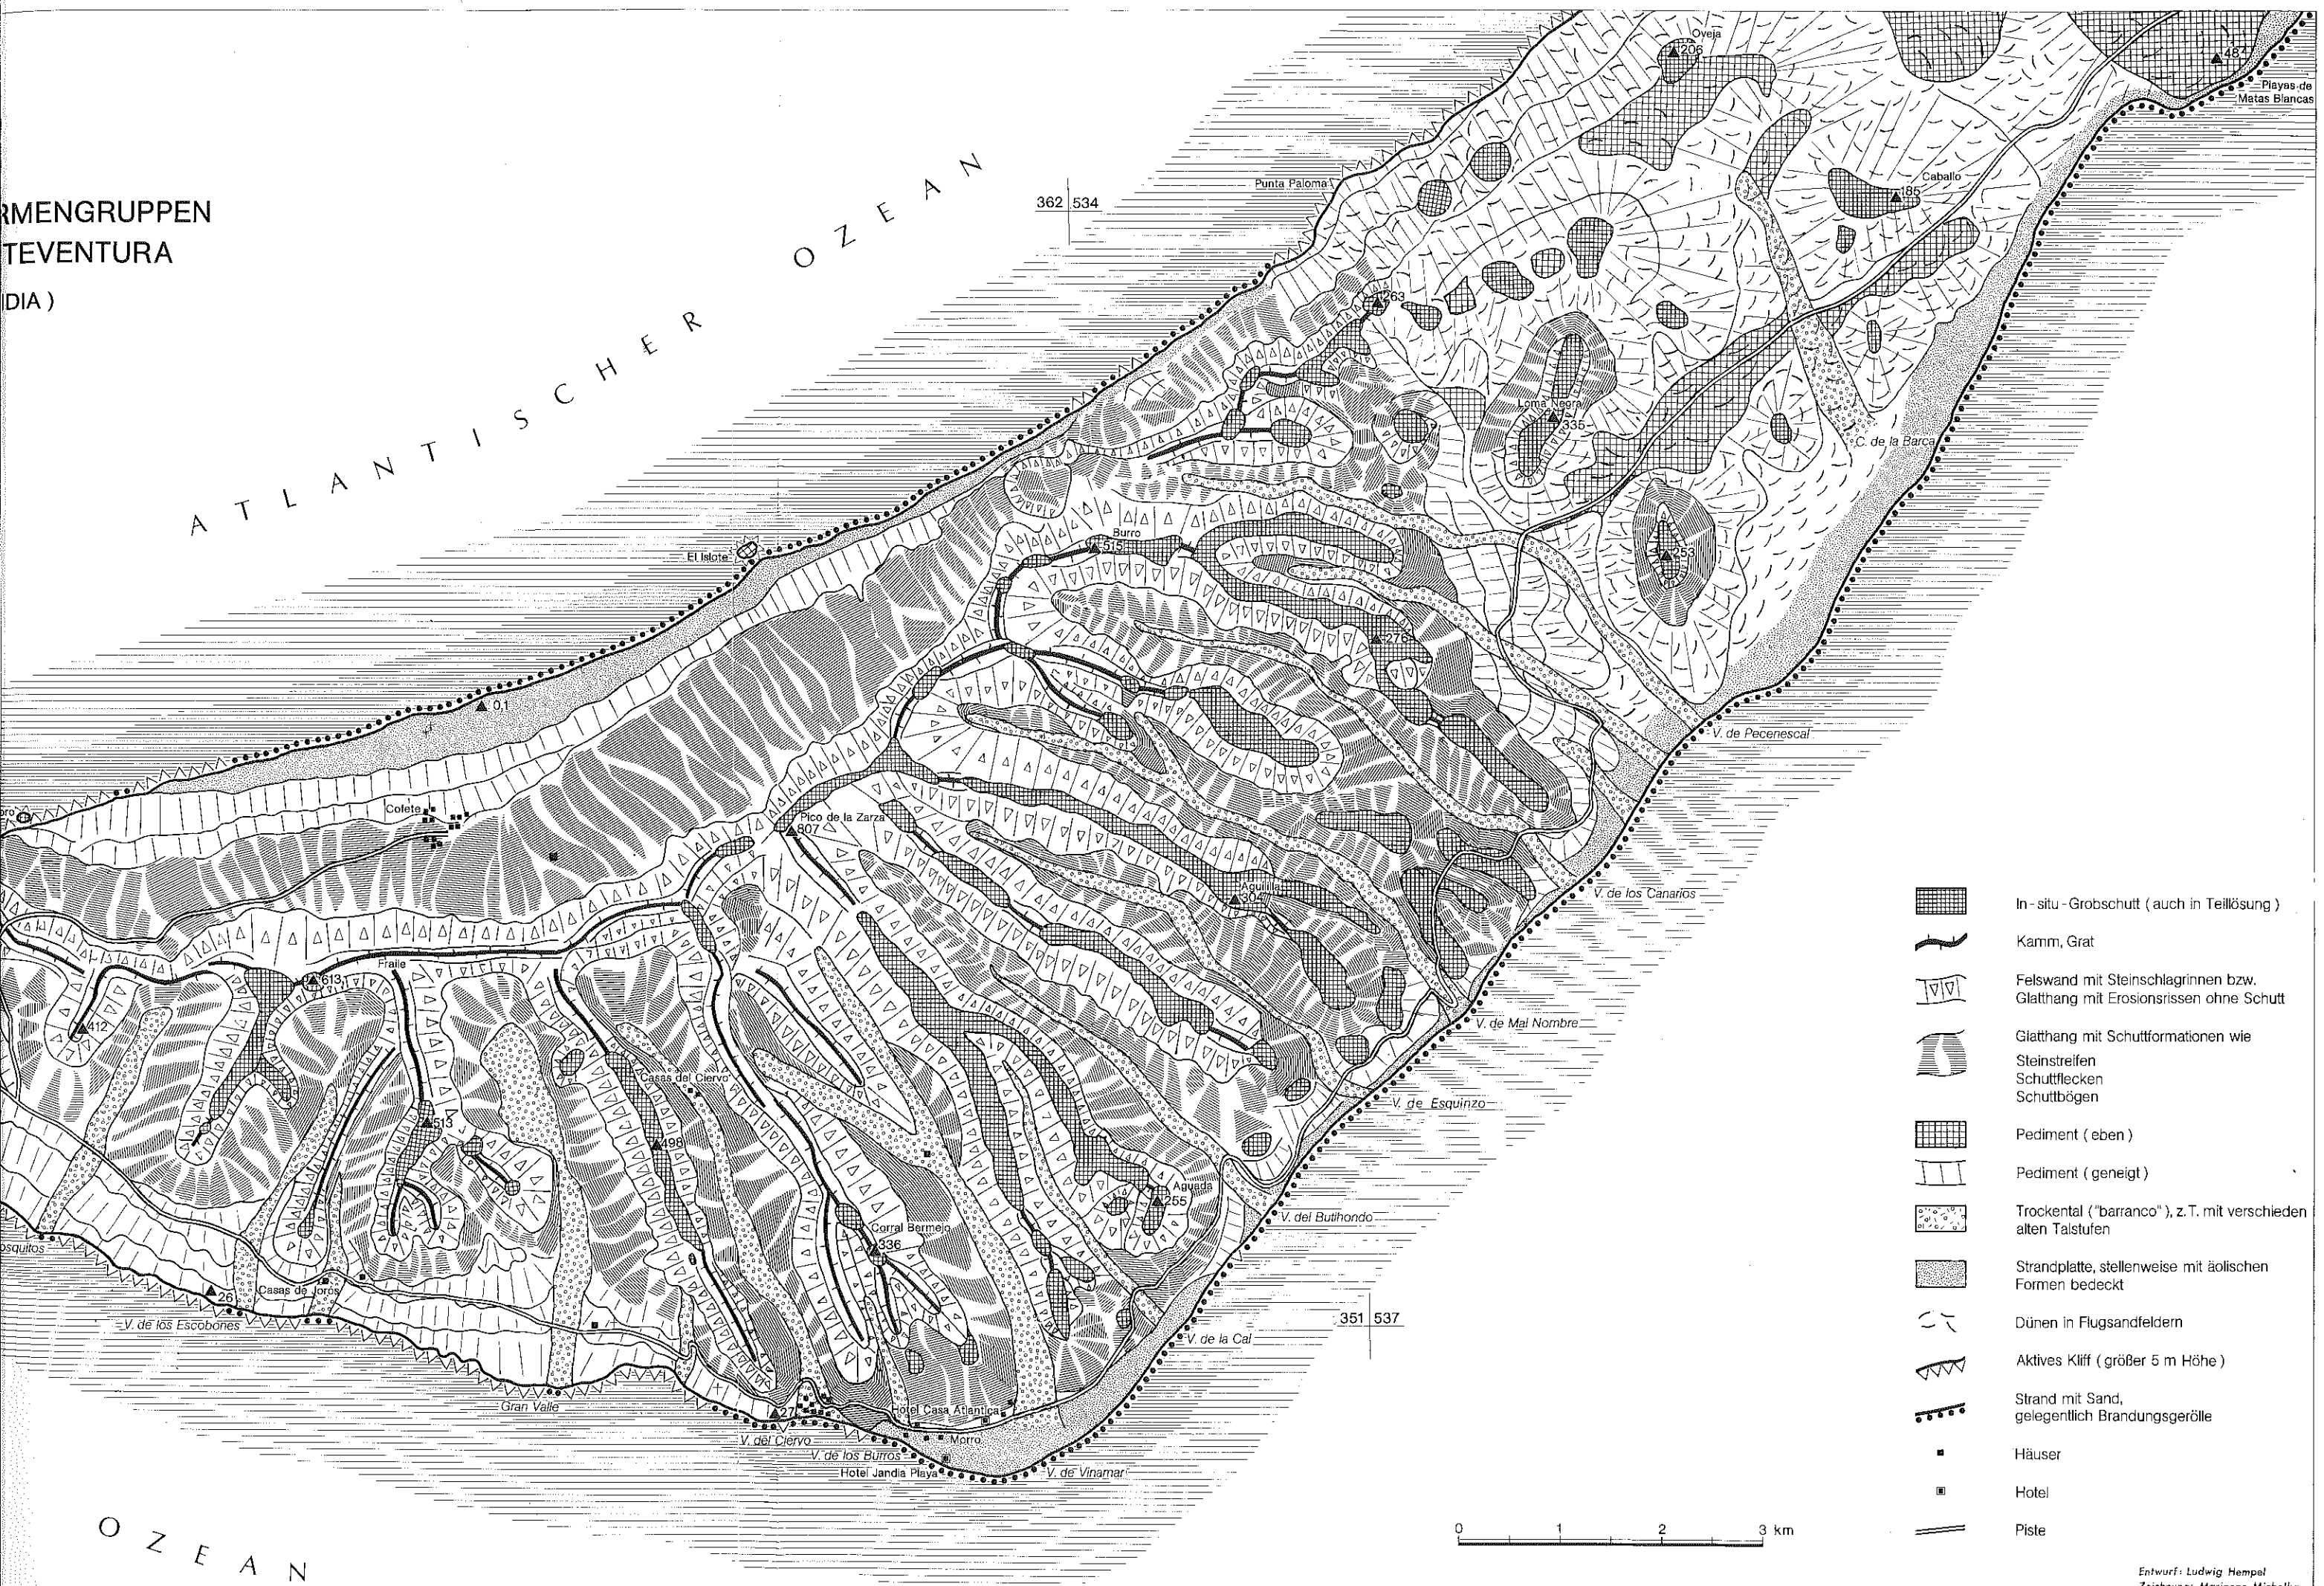 RMENGRUPPEN
TEVENTURA
DIA )
ATLANTISCHER OZEAN
362 534
Punta Paloma
Oveja
206
48
Playas de
Matas Blancas
Caballo
185
263
Loma Negra
335
C. de la Barca
253
El Islote
Burro
515
276
0,1
V. de Pecenescal
Cofete
Pico de la Zarza
807
Aguililla
304
V. de los Canarios
Fraile
613
412
V. de Mal Nombre
Casas del Ciervo
V. de Esquinzo
513
498
Aguada
255
V. del Butihondo
Corral Bermejo
336
osquitos
26
Casas de Joros
V. de los Escobones
351 537
V. de la Cal
Gran Valle
27
Hotel Casa Atlantica
V. del Ciervo
Morro
V. de los Burros
Hotel Jandia Playa
V. de Vinamar
OZEAN
0 1 2 3 km
In-situ-Grobschutt (auch in Teillösung)
Kamm, Grat
Felswand mit Steinschlagrinnen bzw.
Glatthang mit Erosionsrissen ohne Schutt
Glatthang mit Schuttformationen wie
Steinstreifen
Schuttflecken
Schuttbögen
Pediment (eben)
Pediment (geneigt)
Trockental ("barranco"), z.T. mit verschieden
alten Talstufen
Strandplatte, stellenweise mit äolischen
Formen bedeckt
Dünen in Flugsandfeldern
Aktives Kliff (größer 5 m Höhe)
Strand mit Sand,
gelegentlich Brandungsgerölle
Häuser
Hotel
Piste
Entwurf: Ludwig Hempel